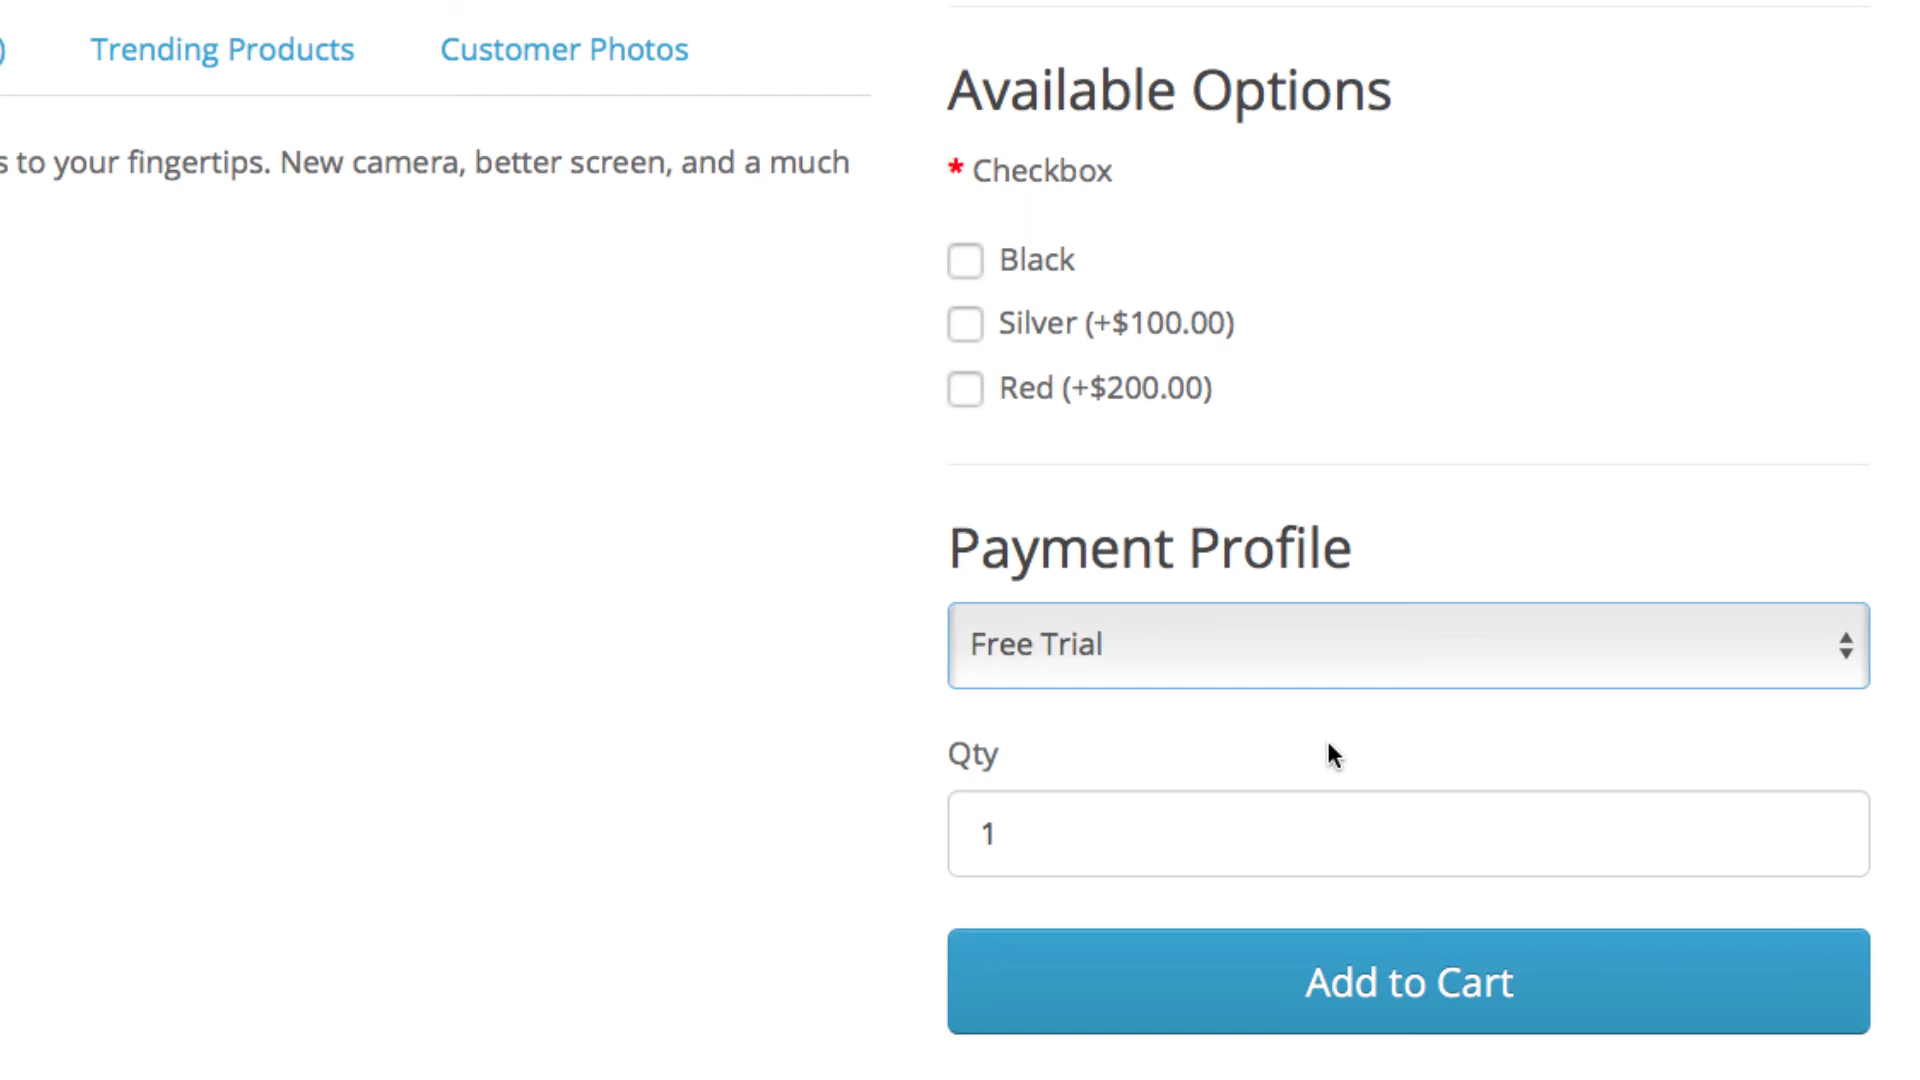 )
Trending Products
Customer Photos
s to your fingertips. New camera, better screen, and a much
Available Options
* Checkbox
Black
Silver (+$100.00)
Red (+$200.00)
Payment Profile
Free Trial
Qty
1
Add to Cart